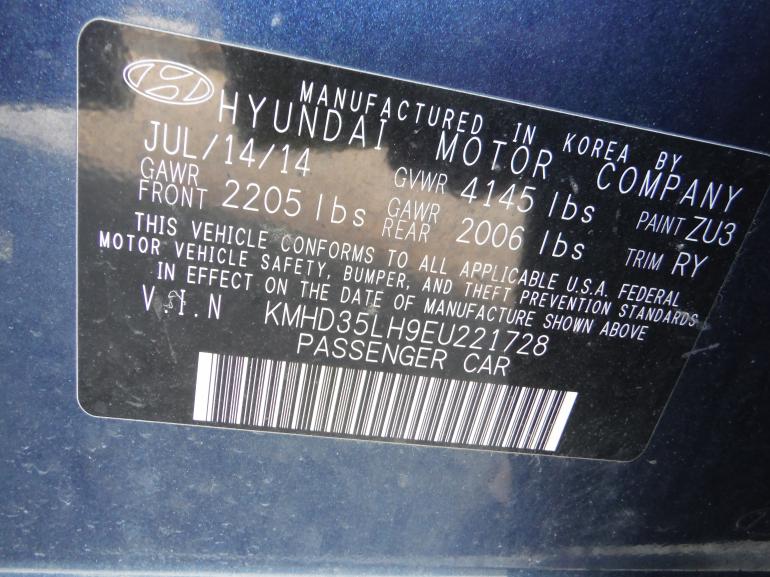 MANUFACTURED IN KOREA BY
HYUNDAI MOTOR COMPANY
JUL/14/14 GVWR 4145 lbs PAINT ZU3
GAWR FRONT 2205 lbs GAWR REAR 2006 lbs TRIM RY
THIS VEHICLE CONFORMS TO ALL APPLICABLE U.S.A. FEDERAL
MOTOR VEHICLE SAFETY, BUMPER, AND THEFT PREVENTION STANDARDS
IN EFFECT ON THE DATE OF MANUFACTURE SHOWN ABOVE
V.I.N KMHD35LH9EU221728
PASSENGER CAR